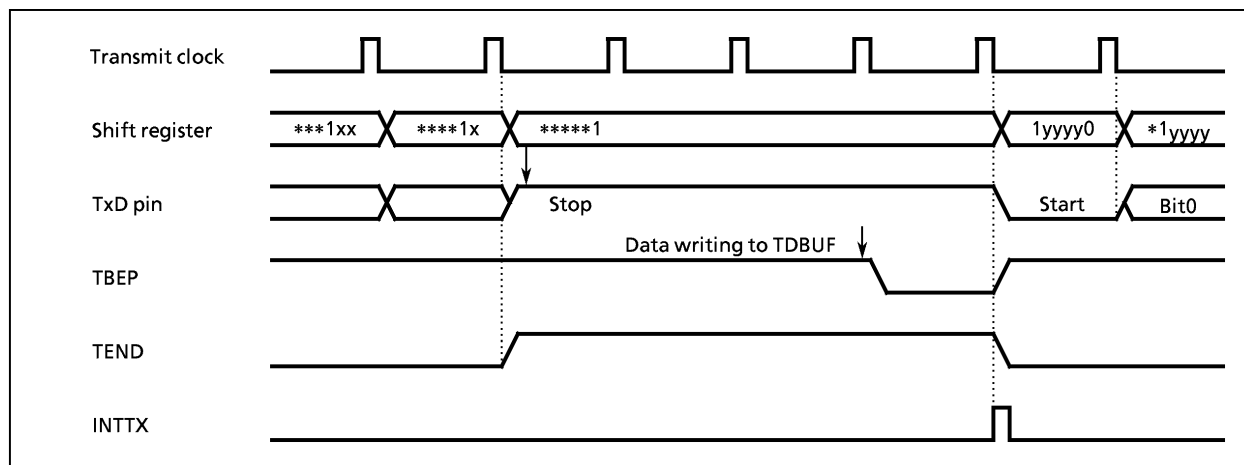 Transmit clock
Shift register ***1xx ****1x *****1 1yyyy0 *1yyyy
TxD pin Stop Start Bit0
Data writing to TDBUF
TBEP
TEND
INTTX